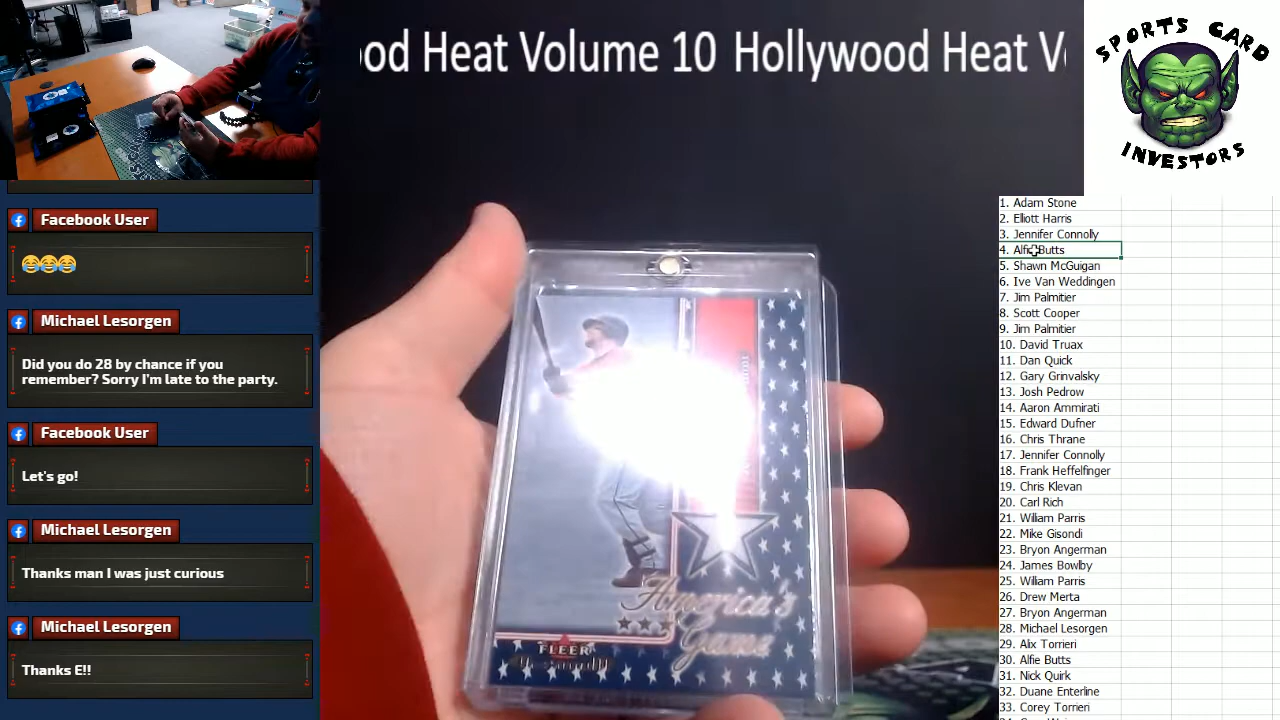 ood Heat Volume 10 Hollywood Heat V
SPORTS CARD
INVESTORS
Facebook User
😂😂😂
Michael Lesorgen
Did you do 28 by chance if you
remember? Sorry I'm late to the party.
Facebook User
Let's go!
Michael Lesorgen
Thanks man I was just curious
Michael Lesorgen
Thanks E!!
America's
Game
FLEER
1. Adam Stone
2. Elliott Harris
3. Jennifer Connolly
4. Alfie Butts
5. Shawn McGuigan
6. Ive Van Weddingen
7. Jim Palmitier
8. Scott Cooper
9. Jim Palmitier
10. David Truax
11. Dan Quick
12. Gary Grinvalsky
13. Josh Pedrow
14. Aaron Ammirati
15. Edward Dufner
16. Chris Thrane
17. Jennifer Connolly
18. Frank Heffelfinger
19. Chris Klevan
20. Carl Rich
21. William Parris
22. Mike Gisondi
23. Bryon Angerman
24. James Bowlby
25. William Parris
26. Drew Merta
27. Bryon Angerman
28. Michael Lesorgen
29. Alix Torrieri
30. Alfie Butts
31. Nick Quirk
32. Duane Enterline
33. Corey Torrieri